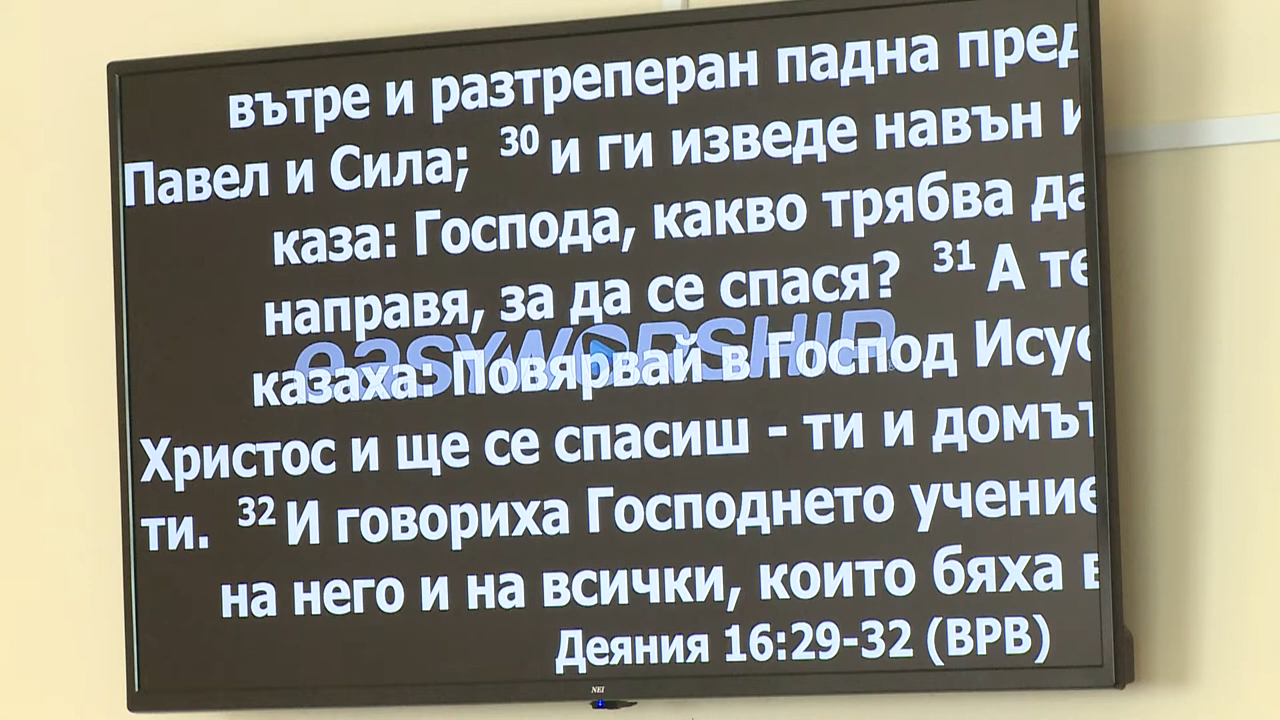 вътре и разтреперан падна пред
Павел и Сила; 30 и ги изведе навън и
каза: Господа, какво трябва да
направя, за да се спася? 31 А те
казаха: Повярвай в Господ Исус
Христос и ще се спасиш - ти и домът
ти. 32 И говориха Господнето учение
на него и на всички, които бяха в
Деяния 16:29-32 (ВРВ)
easyworship
NEI